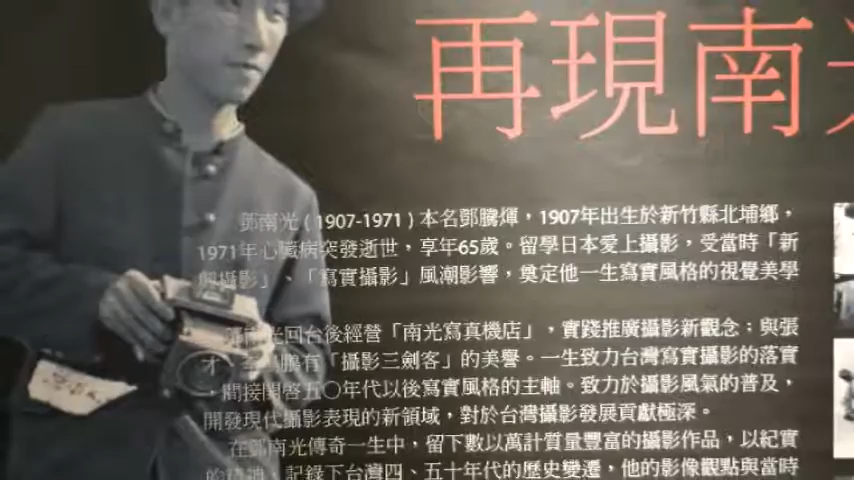 再現南光
鄧南光（1907-1971）本名鄧騰煇，1907年出生於新竹縣北埔鄉，
1971年心臟病突發逝世，享年65歲。留學日本愛上攝影，受當時「新
興攝影」、「寫實攝影」風潮影響，奠定他一生寫實風格的視覺美學
鄧南光回台後經營「南光寫真機店」，實踐推廣攝影新觀念；與張
才、李鳴鵰有「攝影三劍客」的美譽。一生致力台灣寫實攝影的落實
，間接開啓五〇年代以後寫實風格的主軸。致力於攝影風氣的普及，
開發現代攝影表現的新領域，對於台灣攝影發展貢獻極深。
在鄧南光傳奇一生中，留下數以萬計質量豐富的攝影作品，以紀實
記錄下台灣四、五十年代的歷史變遷，他的影像觀點與當時